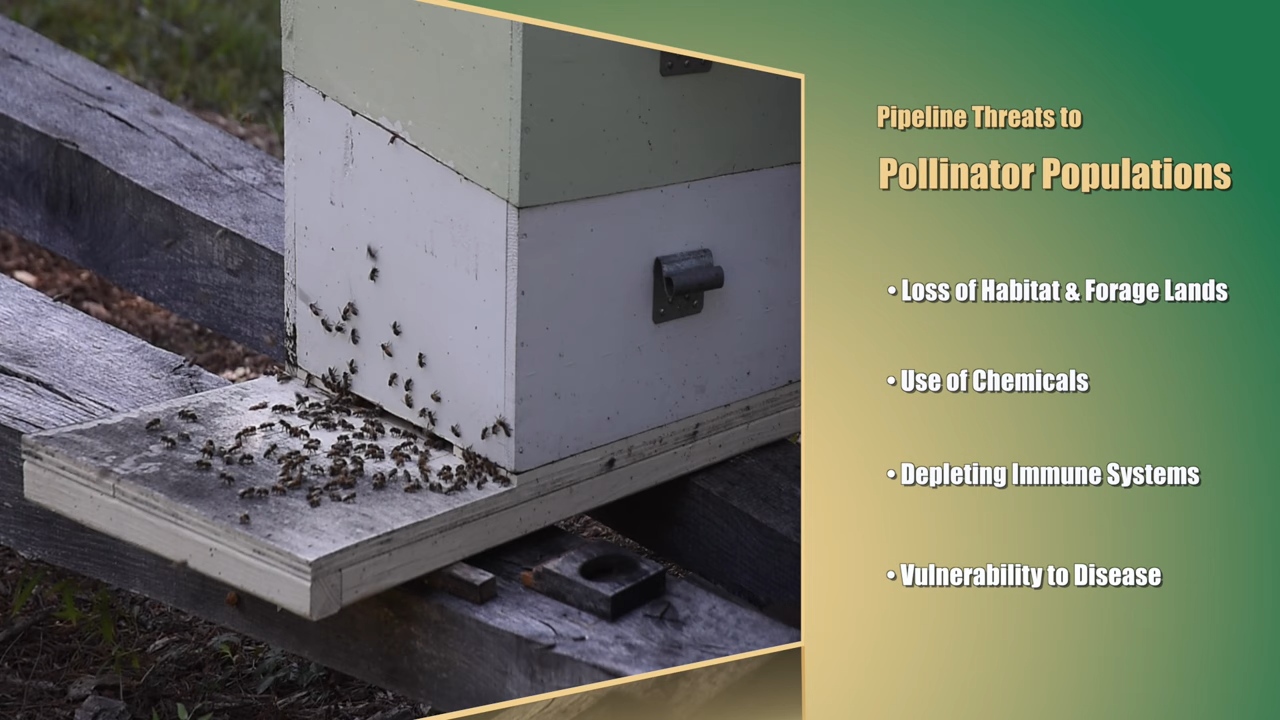 Pipeline Threats to
Pollinator Populations
• Loss of Habitat & Forage Lands
• Use of Chemicals
• Depleting Immune Systems
• Vulnerability to Disease